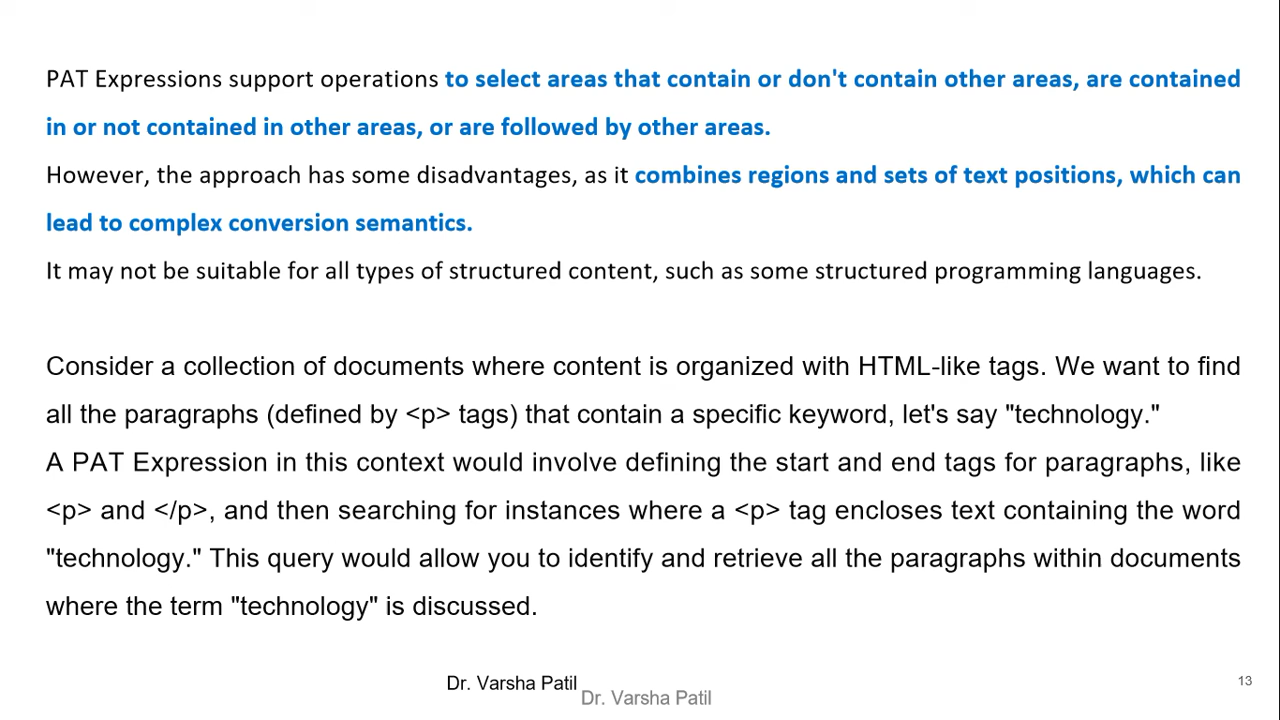 PAT Expressions support operations to select areas that contain or don't contain other areas, are contained
in or not contained in other areas, or are followed by other areas.
However, the approach has some disadvantages, as it combines regions and sets of text positions, which can
lead to complex conversion semantics.
It may not be suitable for all types of structured content, such as some structured programming languages.
Consider a collection of documents where content is organized with HTML-like tags. We want to find
all the paragraphs (defined by <p> tags) that contain a specific keyword, let's say "technology."
A PAT Expression in this context would involve defining the start and end tags for paragraphs, like
<p> and </p>, and then searching for instances where a <p> tag encloses text containing the word
"technology." This query would allow you to identify and retrieve all the paragraphs within documents
where the term "technology" is discussed.
Dr. Varsha Patil
Dr. Varsha Patil
13